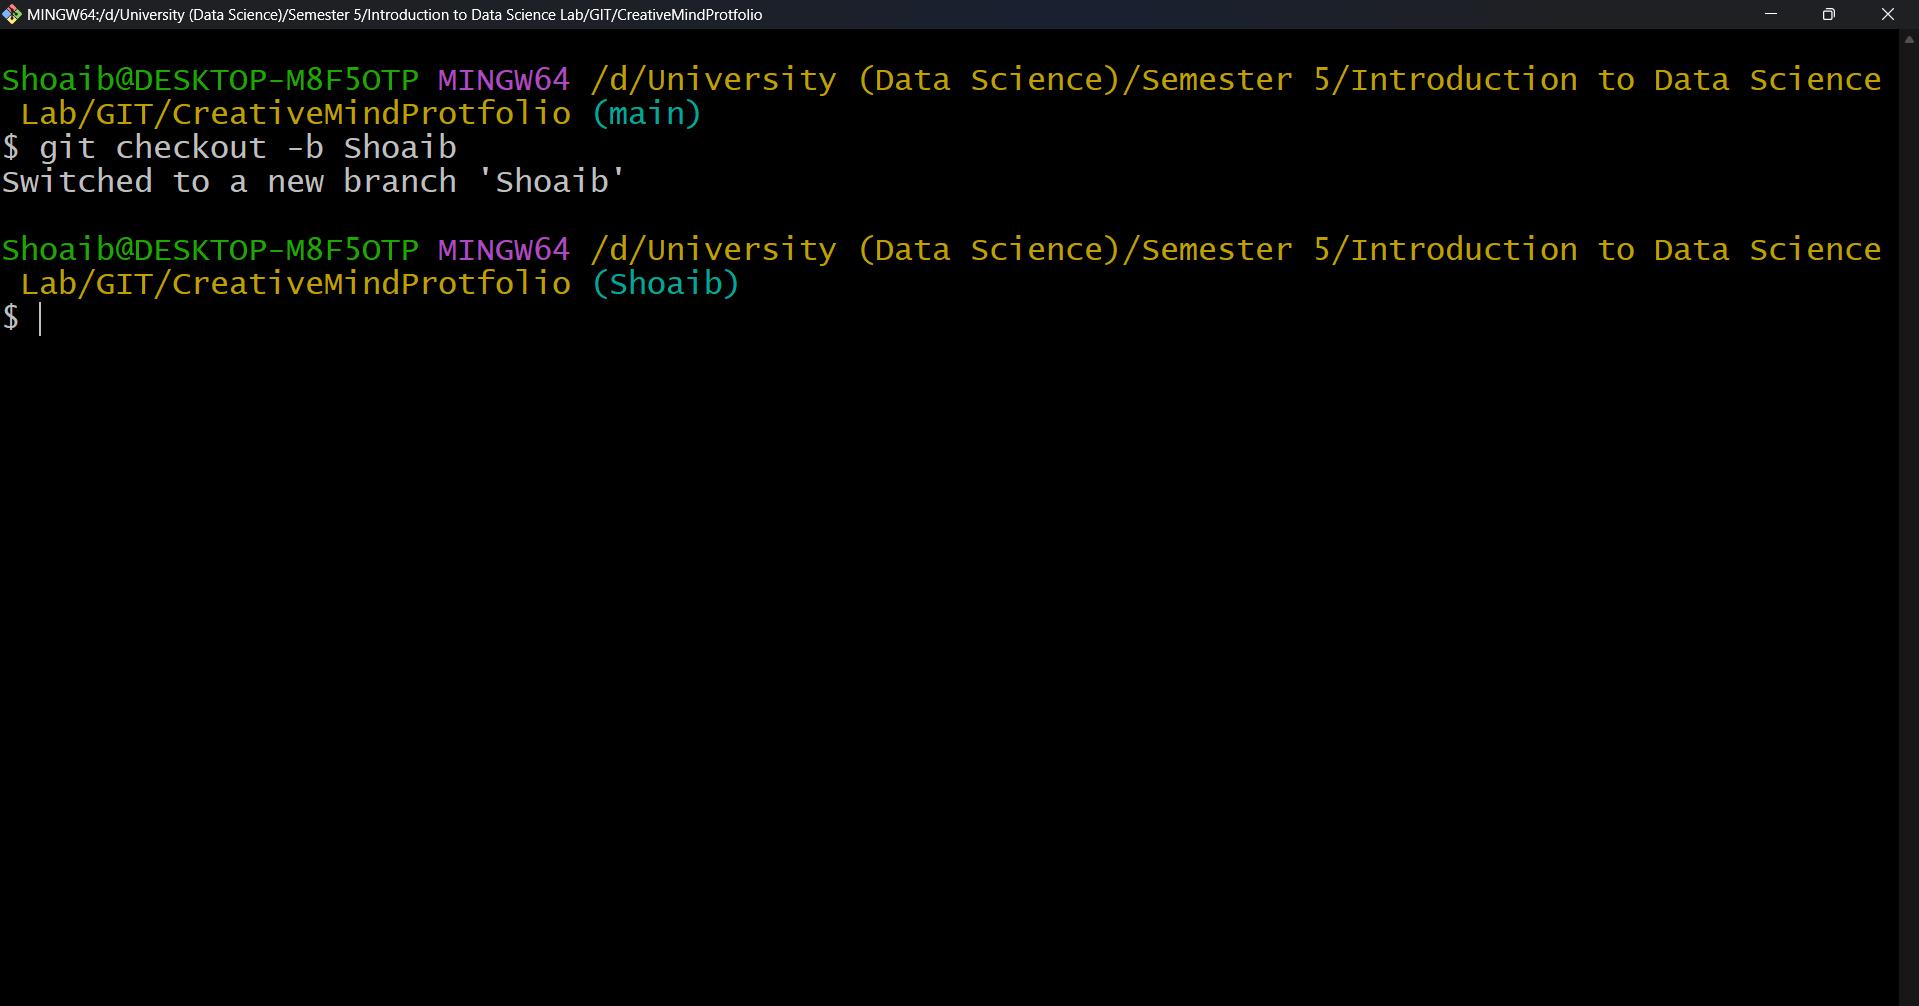 MINGW64:/d/University (Data Science)/Semester 5/Introduction to Data Science Lab/GIT/CreativeMindProtfolio
Shoaib@DESKTOP-M8F5OTP MINGW64 /d/University (Data Science)/Semester 5/Introduction to Data Science
Lab/GIT/CreativeMindProtfolio (main)
$ git checkout -b Shoaib
Switched to a new branch 'Shoaib'
Shoaib@DESKTOP-M8F5OTP MINGW64 /d/University (Data Science)/Semester 5/Introduction to Data Science
Lab/GIT/CreativeMindProtfolio (Shoaib)
$